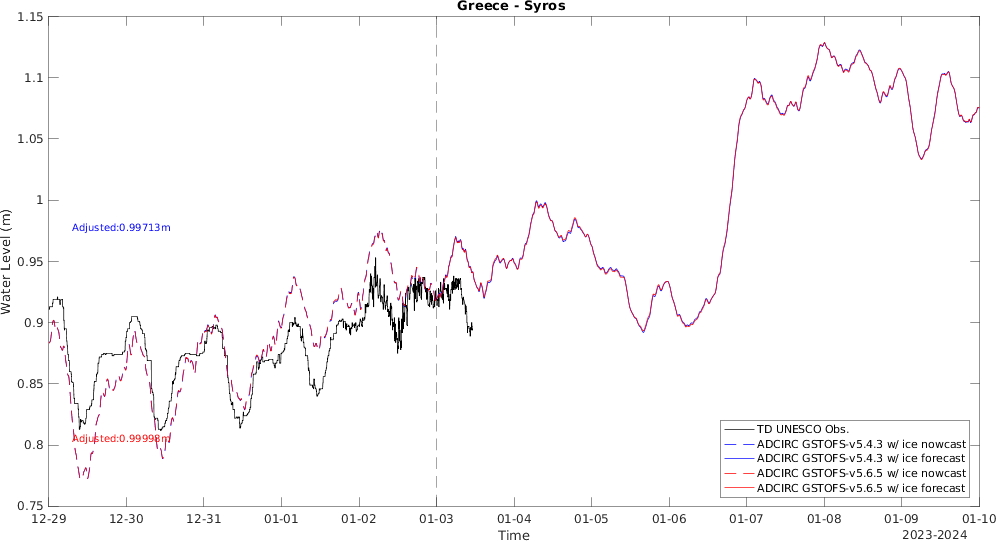 Greece - Syros
1.15
1.1
1.05
1
0.95
0.9
0.85
0.8
0.75
Water Level (m)
Adjusted:0.99713m
Adjusted:0.99998m
TD UNESCO Obs.
ADCIRC GSTOFS-v5.4.3 w/ ice nowcast
ADCIRC GSTOFS-v5.4.3 w/ ice forecast
ADCIRC GSTOFS-v5.6.5 w/ ice nowcast
ADCIRC GSTOFS-v5.6.5 w/ ice forecast
12-29 12-30 12-31 01-01 01-02 01-03 01-04 01-05 01-06 01-07 01-08 01-09 01-10
Time
2023-2024